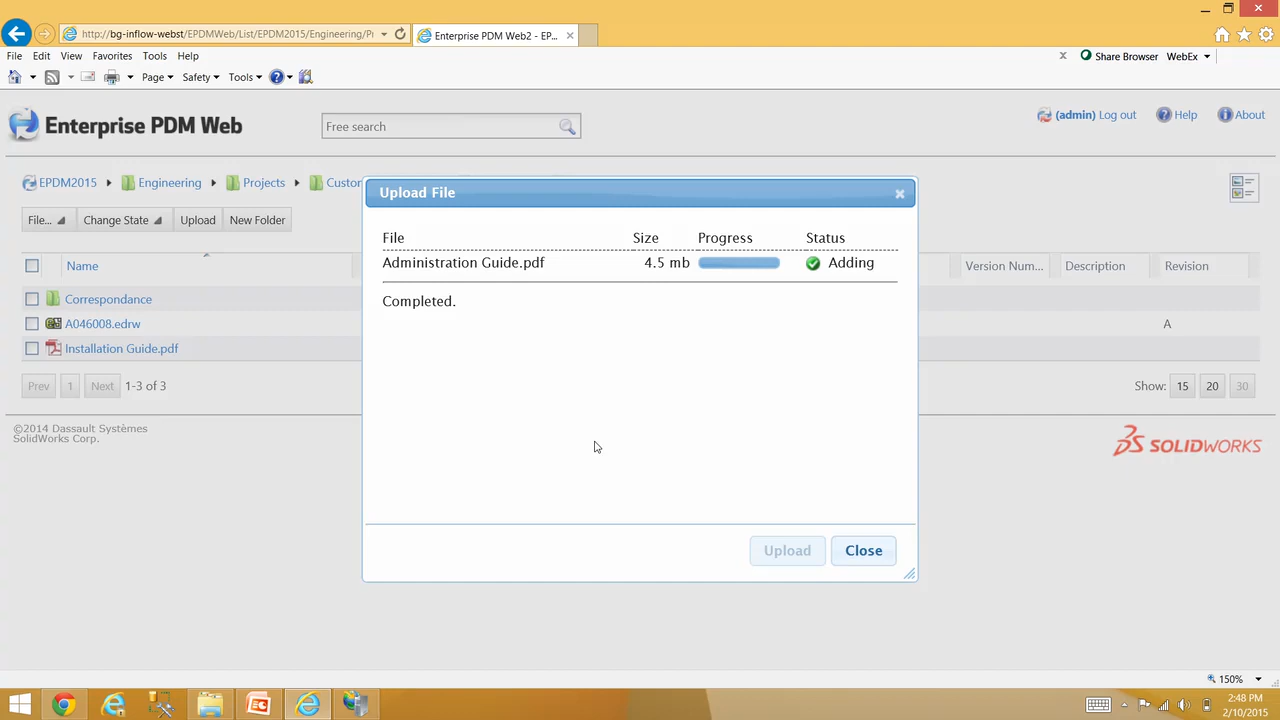 http://bg-inflow-webst/EPDMWeb/List/EPDM2015/Engineering/Pr
Enterprise PDM Web2 - EP...
File Edit View Favorites Tools Help
x Share Browser WebEx
Page Safety Tools
Enterprise PDM Web
Free search
(admin) Log out Help About
EPDM2015 Engineering Projects Custor
File... Change State Upload New Folder
Upload File
File Size Progress Status
Administration Guide.pdf 4.5 mb Adding
Completed.
Upload Close
Name Version Num... Description Revision
Correspondance
A046008.edrw A
Installation Guide.pdf
Prev 1 Next 1-3 of 3 Show: 15 20 30
©2014 Dassault Systèmes
SolidWorks Corp.
SOLIDWORKS
150%
2:48 PM
2/10/2015